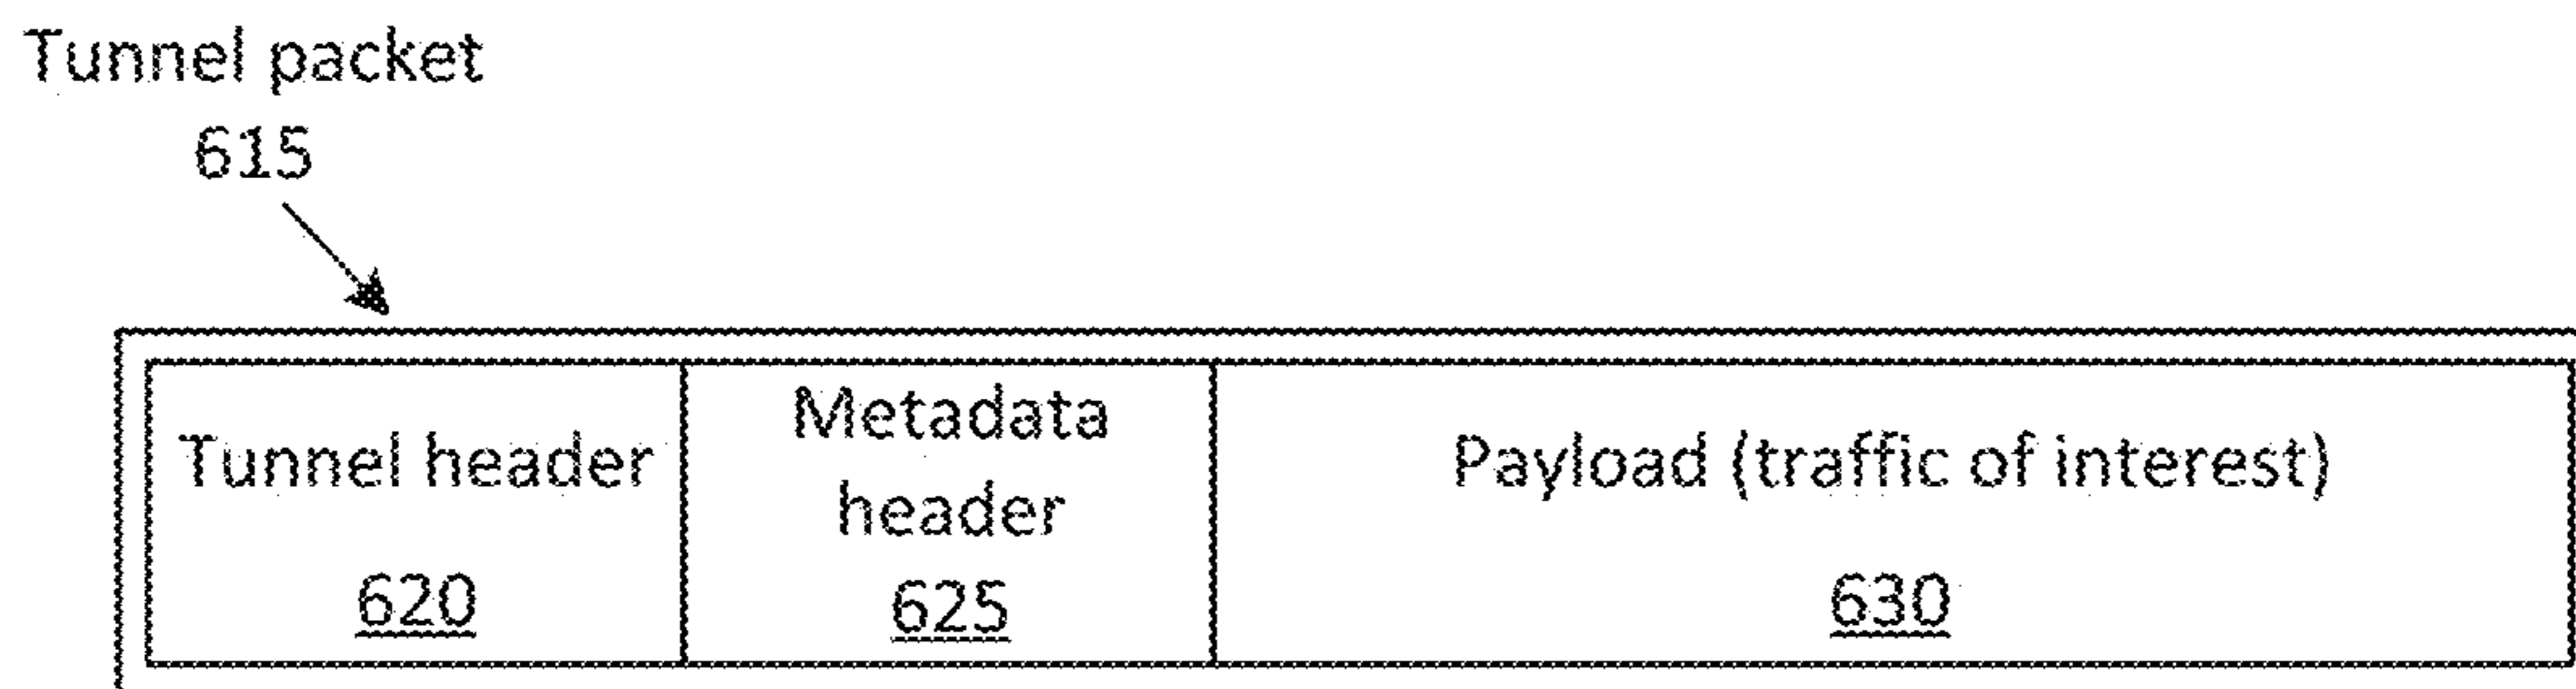 Tunnel packet
615
Tunnel header
620
Metadata
header
625
Payload (traffic of interest)
630